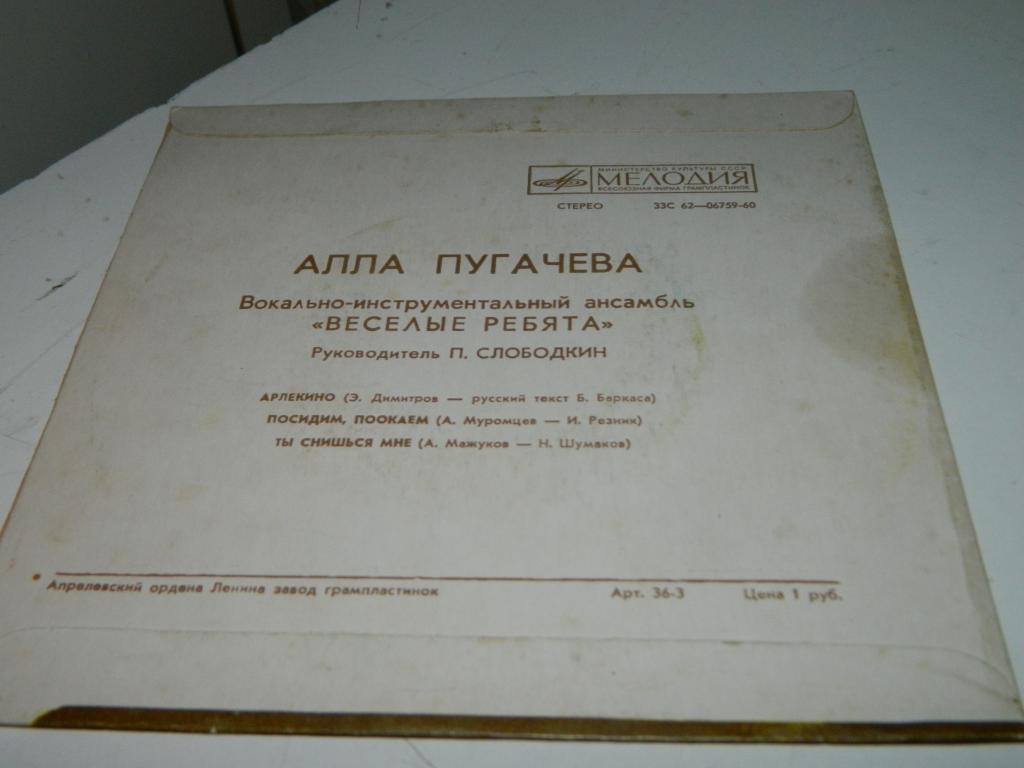 МИНИСТЕРСТВО КУЛЬТУРЫ СССР
МЕЛОДИЯ
ВСЕСОЮЗНАЯ ФИРМА ГРАМПЛАСТИНОК
СТЕРЕО 33С 62—06759-60
АЛЛА ПУГАЧЕВА
Вокально-инструментальный ансамбль
«ВЕСЕЛЫЕ РЕБЯТА»
Руководитель П. СЛОБОДКИН
АРЛЕКИНО (Э. Димитров — русский текст Б. Баркаса)
ПОСИДИМ, ПООКАЕМ (А. Муромцев — И. Резник)
ТЫ СНИШЬСЯ МНЕ (А. Мажуков — Н. Шумаков)
Апрелевский ордена Ленина завод грампластинок Арт. 36-3 Цена 1 руб.